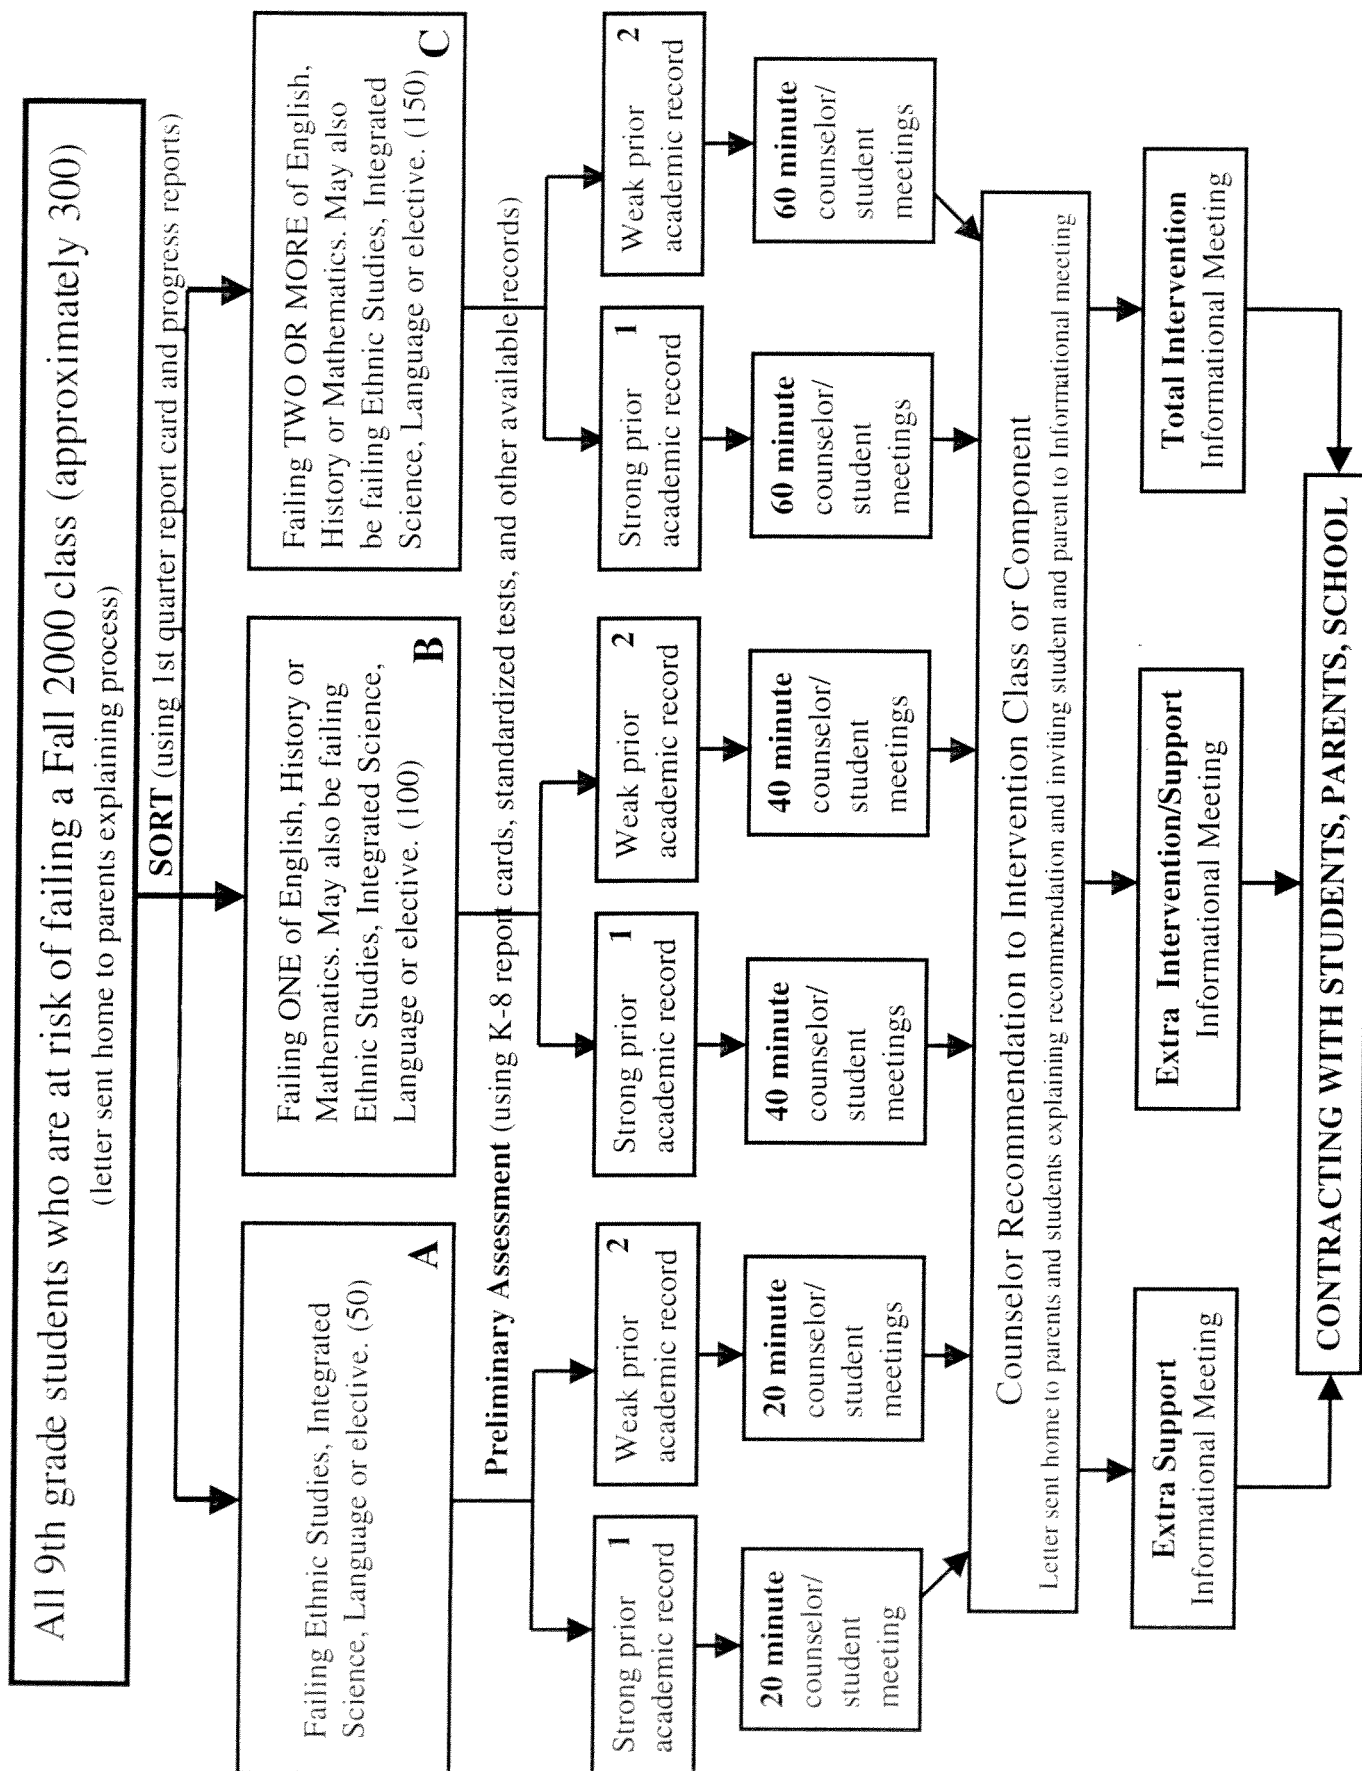 All 9th grade students who are at risk of failing a Fall 2000 class (approximately 300)
(letter sent home to parents explaining process)
SORT (using 1st quarter report card and progress reports)
Failing Ethnic Studies, Integrated
Science, Language or elective. (50)
A
Failing ONE of English, History or
Mathematics. May also be failing
Ethnic Studies, Integrated Science,
Language or elective. (100)
B
Failing TWO OR MORE of English,
History or Mathematics. May also
be failing Ethnic Studies, Integrated
Science, Language or elective. (150)
C
Preliminary Assessment (using K-8 report cards, standardized tests, and other available records)
Strong prior 1
academic record
Weak prior 2
academic record
Strong prior 1
academic record
Weak prior 2
academic record
Strong prior 1
academic record
Weak prior 2
academic record
20 minute
counselor/
student
meeting
20 minute
counselor/
student
meetings
40 minute
counselor/
student
meetings
40 minute
counselor/
student
meetings
60 minute
counselor/
student
meetings
60 minute
counselor/
student
meetings
Counselor Recommendation to Intervention Class or Component
Letter sent home to parents and students explaining recommendation and inviting student and parent to Informational meeting
Extra Support
Informational Meeting
Extra Intervention/Support
Informational Meeting
Total Intervention
Informational Meeting
CONTRACTING WITH STUDENTS, PARENTS, SCHOOL